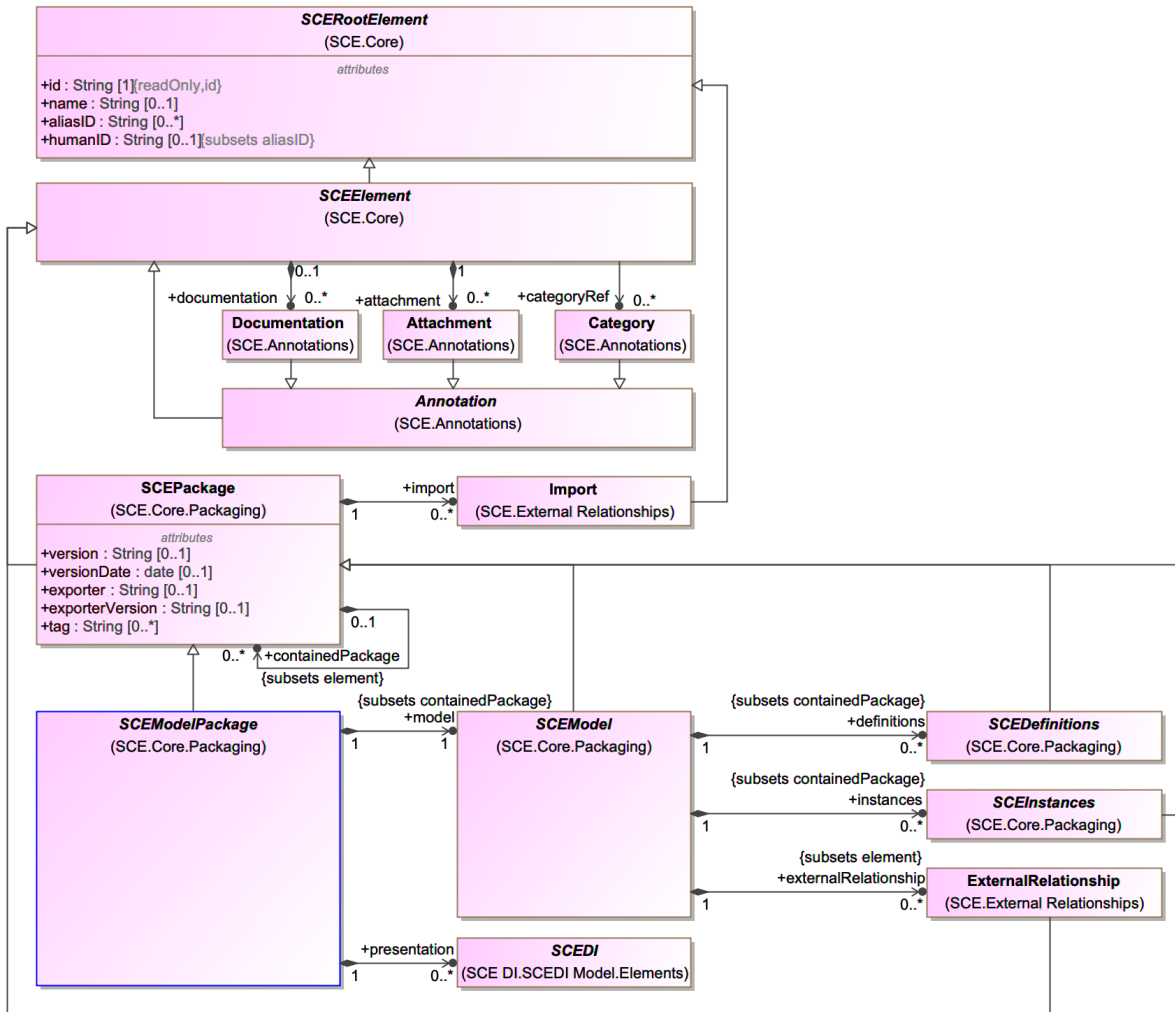 SCERootElement
(SCE.Core)
attributes
+id : String [1]{readOnly,id}
+name : String [0..1]
+aliasID : String [0..*]
+humanID : String [0..1]{subsets aliasID}
SCEElement
(SCE.Core)
0..1
1
+documentation
0..*
+attachment
0..*
+categoryRef
0..*
Documentation
(SCE.Annotations)
Attachment
(SCE.Annotations)
Category
(SCE.Annotations)
Annotation
(SCE.Annotations)
SCEPackage
(SCE.Core.Packaging)
attributes
+version : String [0..1]
+versionDate : date [0..1]
+exporter : String [0..1]
+exporterVersion : String [0..1]
+tag : String [0..*]
+import
1
0..*
Import
(SCE.External Relationships)
0..1
0..*
+containedPackage
{subsets element}
SCEModelPackage
(SCE.Core.Packaging)
{subsets containedPackage}
+model
1
1
SCEModel
(SCE.Core.Packaging)
{subsets containedPackage}
+definitions
1
0..*
SCEDefinitions
(SCE.Core.Packaging)
{subsets containedPackage}
+instances
1
0..*
SCEInstances
(SCE.Core.Packaging)
{subsets element}
+externalRelationship
1
0..*
ExternalRelationship
(SCE.External Relationships)
+presentation
1
0..*
SCEDI
(SCE DI.SCEDI Model.Elements)